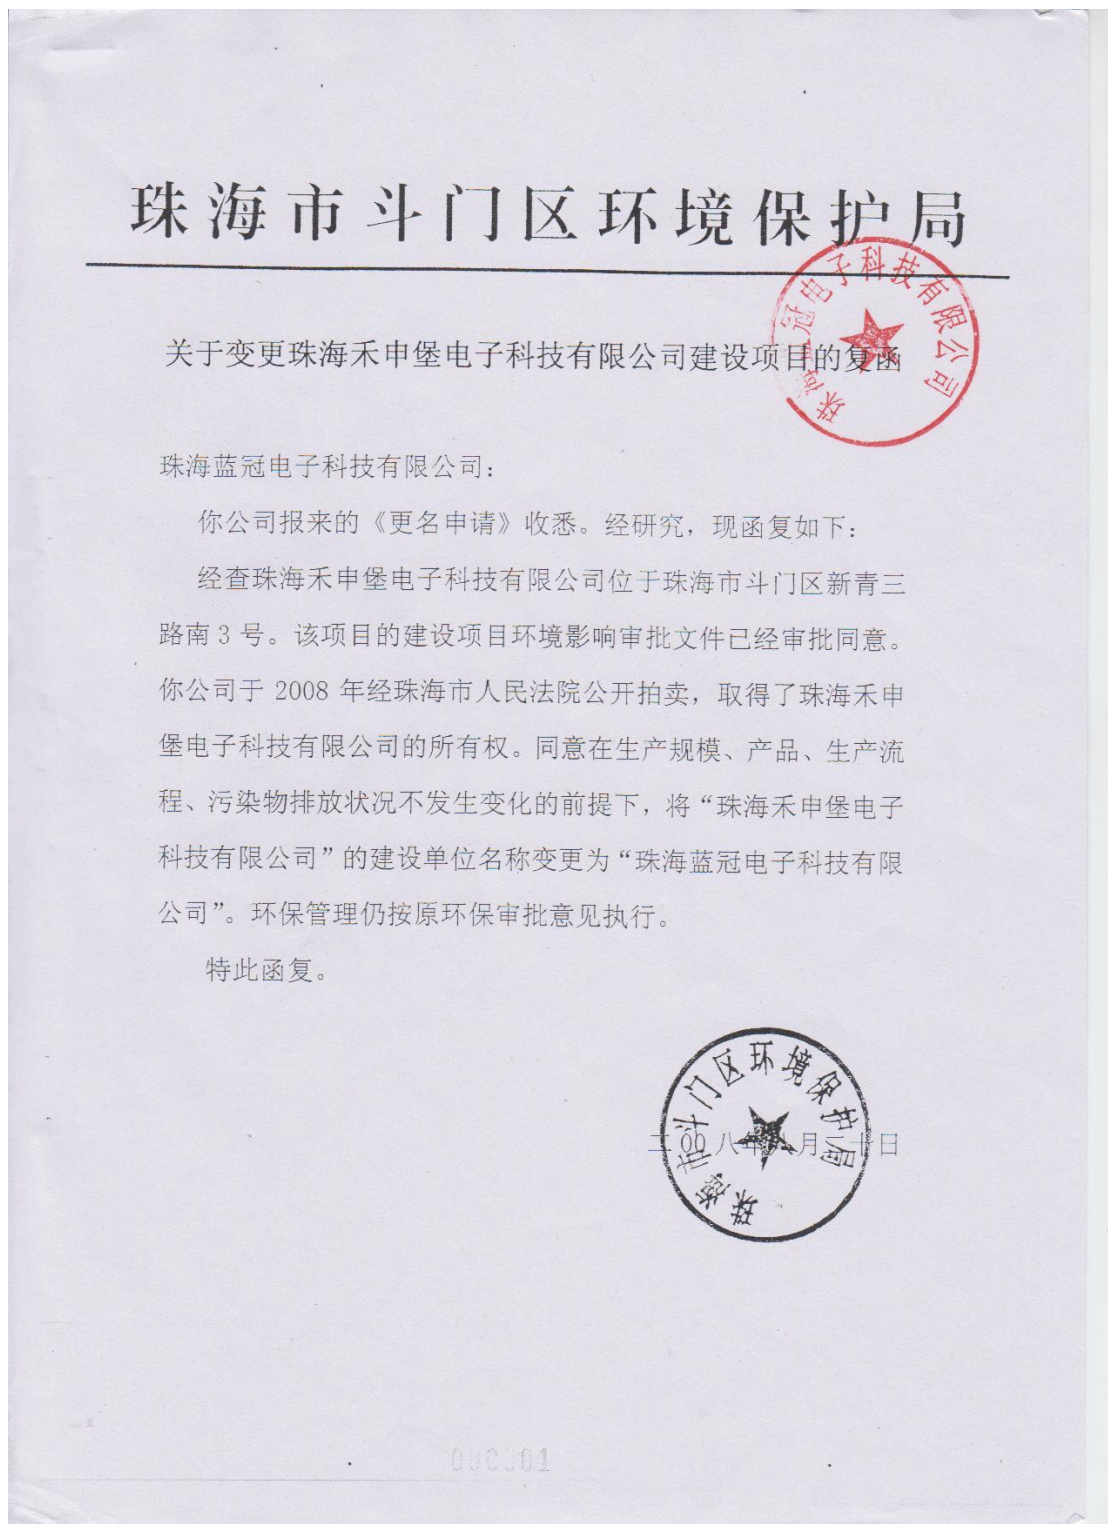 珠海市斗门区环境保护局
珠海蓝冠电子科技有限公司
关于变更珠海禾申堡电子科技有限公司建设项目的复函
珠海蓝冠电子科技有限公司：
你公司报来的《更名申请》收悉。经研究，现函复如下：
经查珠海禾申堡电子科技有限公司位于珠海市斗门区新青三
路南3号。该项目的建设项目环境影响审批文件已经审批同意。
你公司于 2008 年经珠海市人民法院公开拍卖，取得了珠海禾申
堡电子科技有限公司的所有权。同意在生产规模、产品、生产流
程、污染物排放状况不发生变化的前提下，将“珠海禾申堡电子
科技有限公司”的建设单位名称变更为“珠海蓝冠电子科技有限
公司”。环保管理仍按原环保审批意见执行。
特此函复。
珠海市斗门区环境保护局
二00八年 月二十日